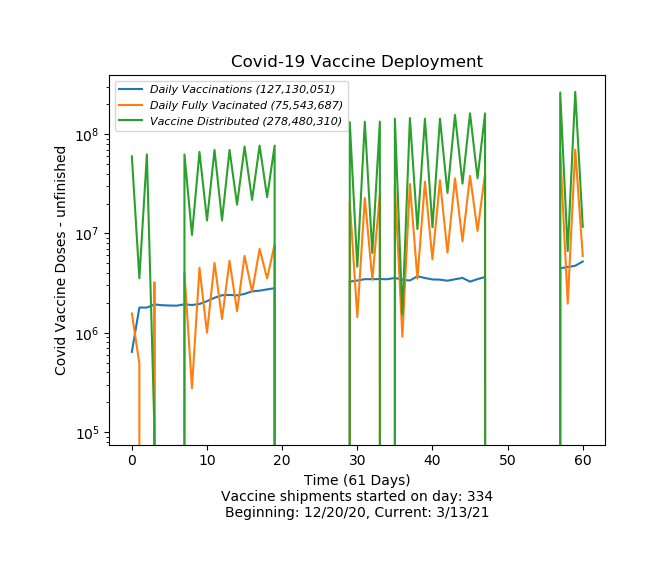 Covid-19 Vaccine Deployment
Daily Vaccinations (127,130,051)
Daily Fully Vacinated (75,543,687)
Vaccine Distributed (278,480,310)
Covid Vaccine Doses - unfinished
10⁸
10⁷
10⁶
10⁵
0 10 20 30 40 50 60
Time (61 Days)
Vaccine shipments started on day: 334
Beginning: 12/20/20, Current: 3/13/21